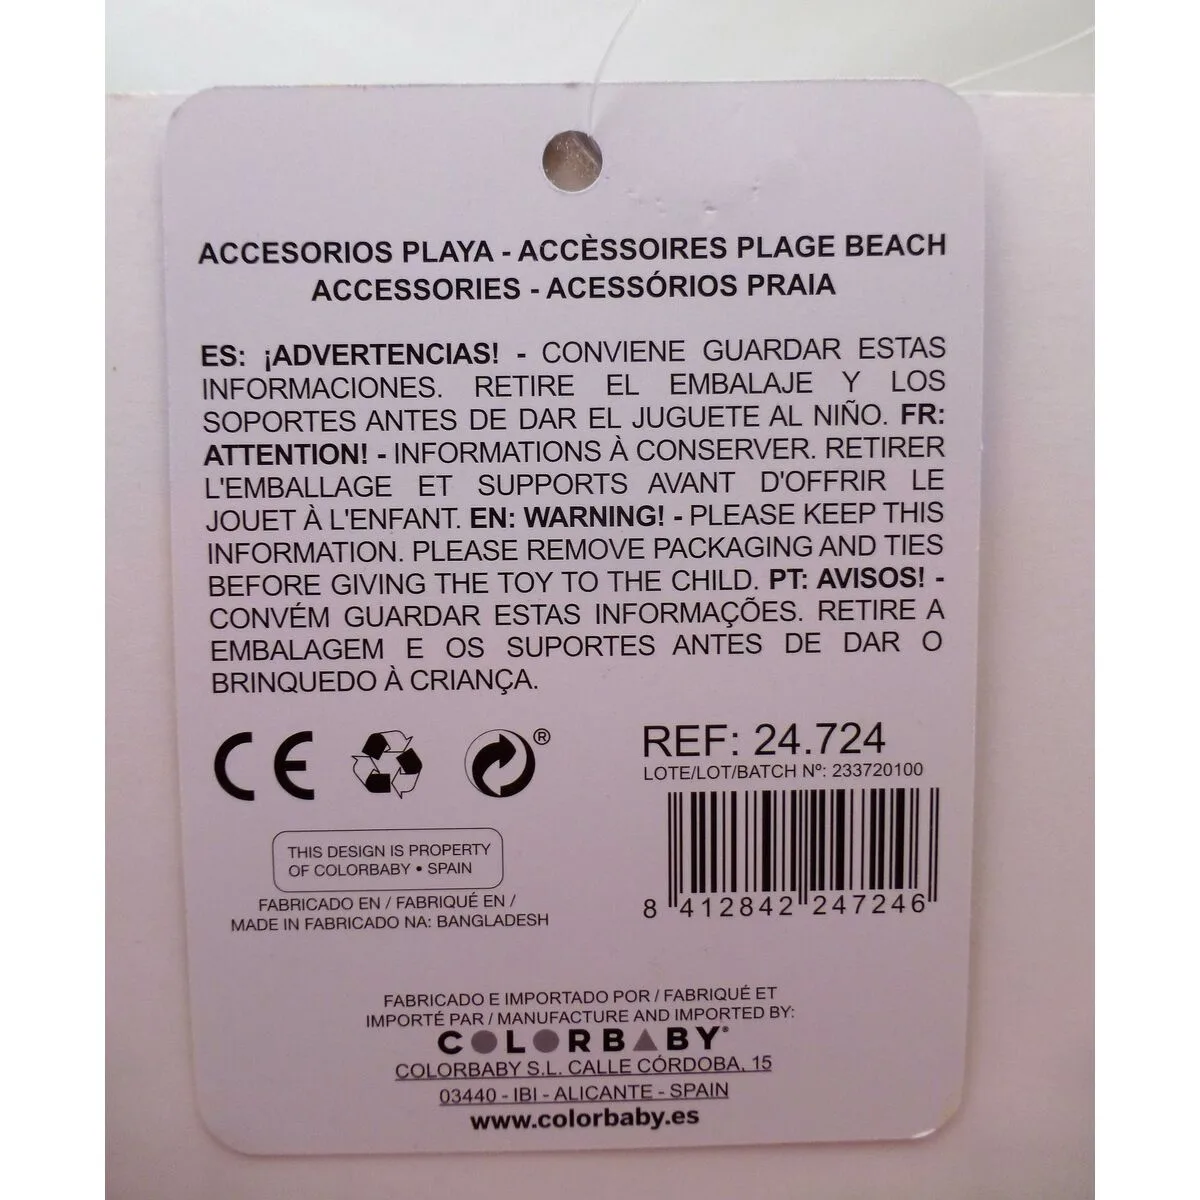 ACCESORIOS PLAYA - ACCÈSSOIRES PLAGE BEACH
ACCESSORIES - ACESSÓRIOS PRAIA
ES: ¡ADVERTENCIAS! - CONVIENE GUARDAR ESTAS
INFORMACIONES. RETIRE EL EMBALAJE Y LOS
SOPORTES ANTES DE DAR EL JUGUETE AL NIÑO. FR:
ATTENTION! - INFORMATIONS À CONSERVER. RETIRER
L'EMBALLAGE ET SUPPORTS AVANT D'OFFRIR LE
JOUET À L'ENFANT. EN: WARNING! - PLEASE KEEP THIS
INFORMATION. PLEASE REMOVE PACKAGING AND TIES
BEFORE GIVING THE TOY TO THE CHILD. PT: AVISOS! -
CONVÉM GUARDAR ESTAS INFORMAÇÕES. RETIRE A
EMBALAGEM E OS SUPORTES ANTES DE DAR O
BRINQUEDO À CRIANÇA.
CE ®
REF: 24.724
LOTE/LOT/BATCH Nº: 233720100
8 412842 247246
THIS DESIGN IS PROPERTY
OF COLORBABY • SPAIN
FABRICADO EN / FABRIQUÉ EN /
MADE IN FABRICADO NA: BANGLADESH
FABRICADO E IMPORTADO POR / FABRIQUÉ ET
IMPORTÉ PAR / MANUFACTURE AND IMPORTED BY:
COLORBABY®
COLORBABY S.L. CALLE CÓRDOBA, 15
03440 - IBI - ALICANTE - SPAIN
www.colorbaby.es